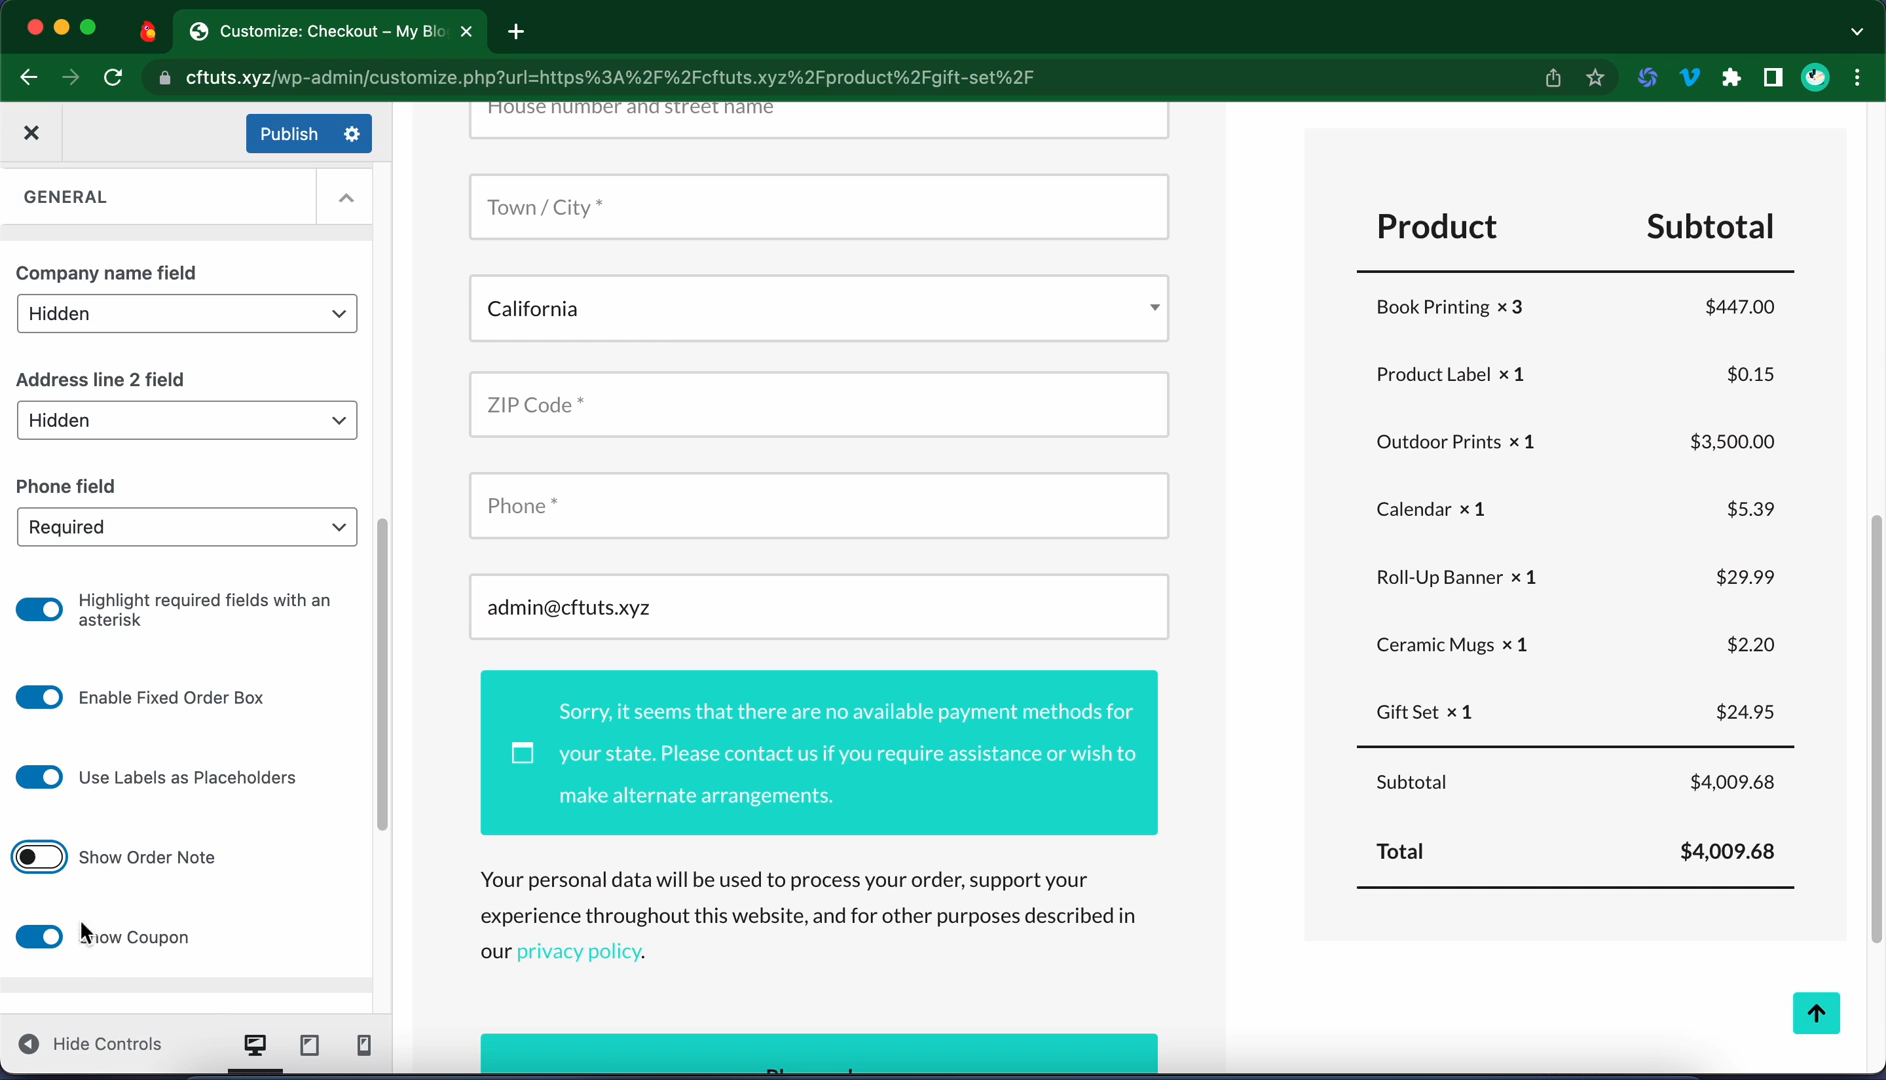 Customize: Checkout – My Blo
cftuts.xyz/wp-admin/customize.php?url=https%3A%2F%2Fcftuts.xyz%2Fproduct%2Fgift-set%2F
Publish
GENERAL
Company name field
Hidden
Address line 2 field
Hidden
Phone field
Required
Highlight required fields with an
asterisk
Enable Fixed Order Box
Use Labels as Placeholders
Show Order Note
Show Coupon
Hide Controls
House number and street name
Town / City *
California
ZIP Code *
Phone *
admin@cftuts.xyz
Sorry, it seems that there are no available payment methods for
your state. Please contact us if you require assistance or wish to
make alternate arrangements.
Your personal data will be used to process your order, support your
experience throughout this website, and for other purposes described in
our privacy policy.
Product Subtotal
Book Printing × 3 $447.00
Product Label × 1 $0.15
Outdoor Prints × 1 $3,500.00
Calendar × 1 $5.39
Roll-Up Banner × 1 $29.99
Ceramic Mugs × 1 $2.20
Gift Set × 1 $24.95
Subtotal $4,009.68
Total $4,009.68